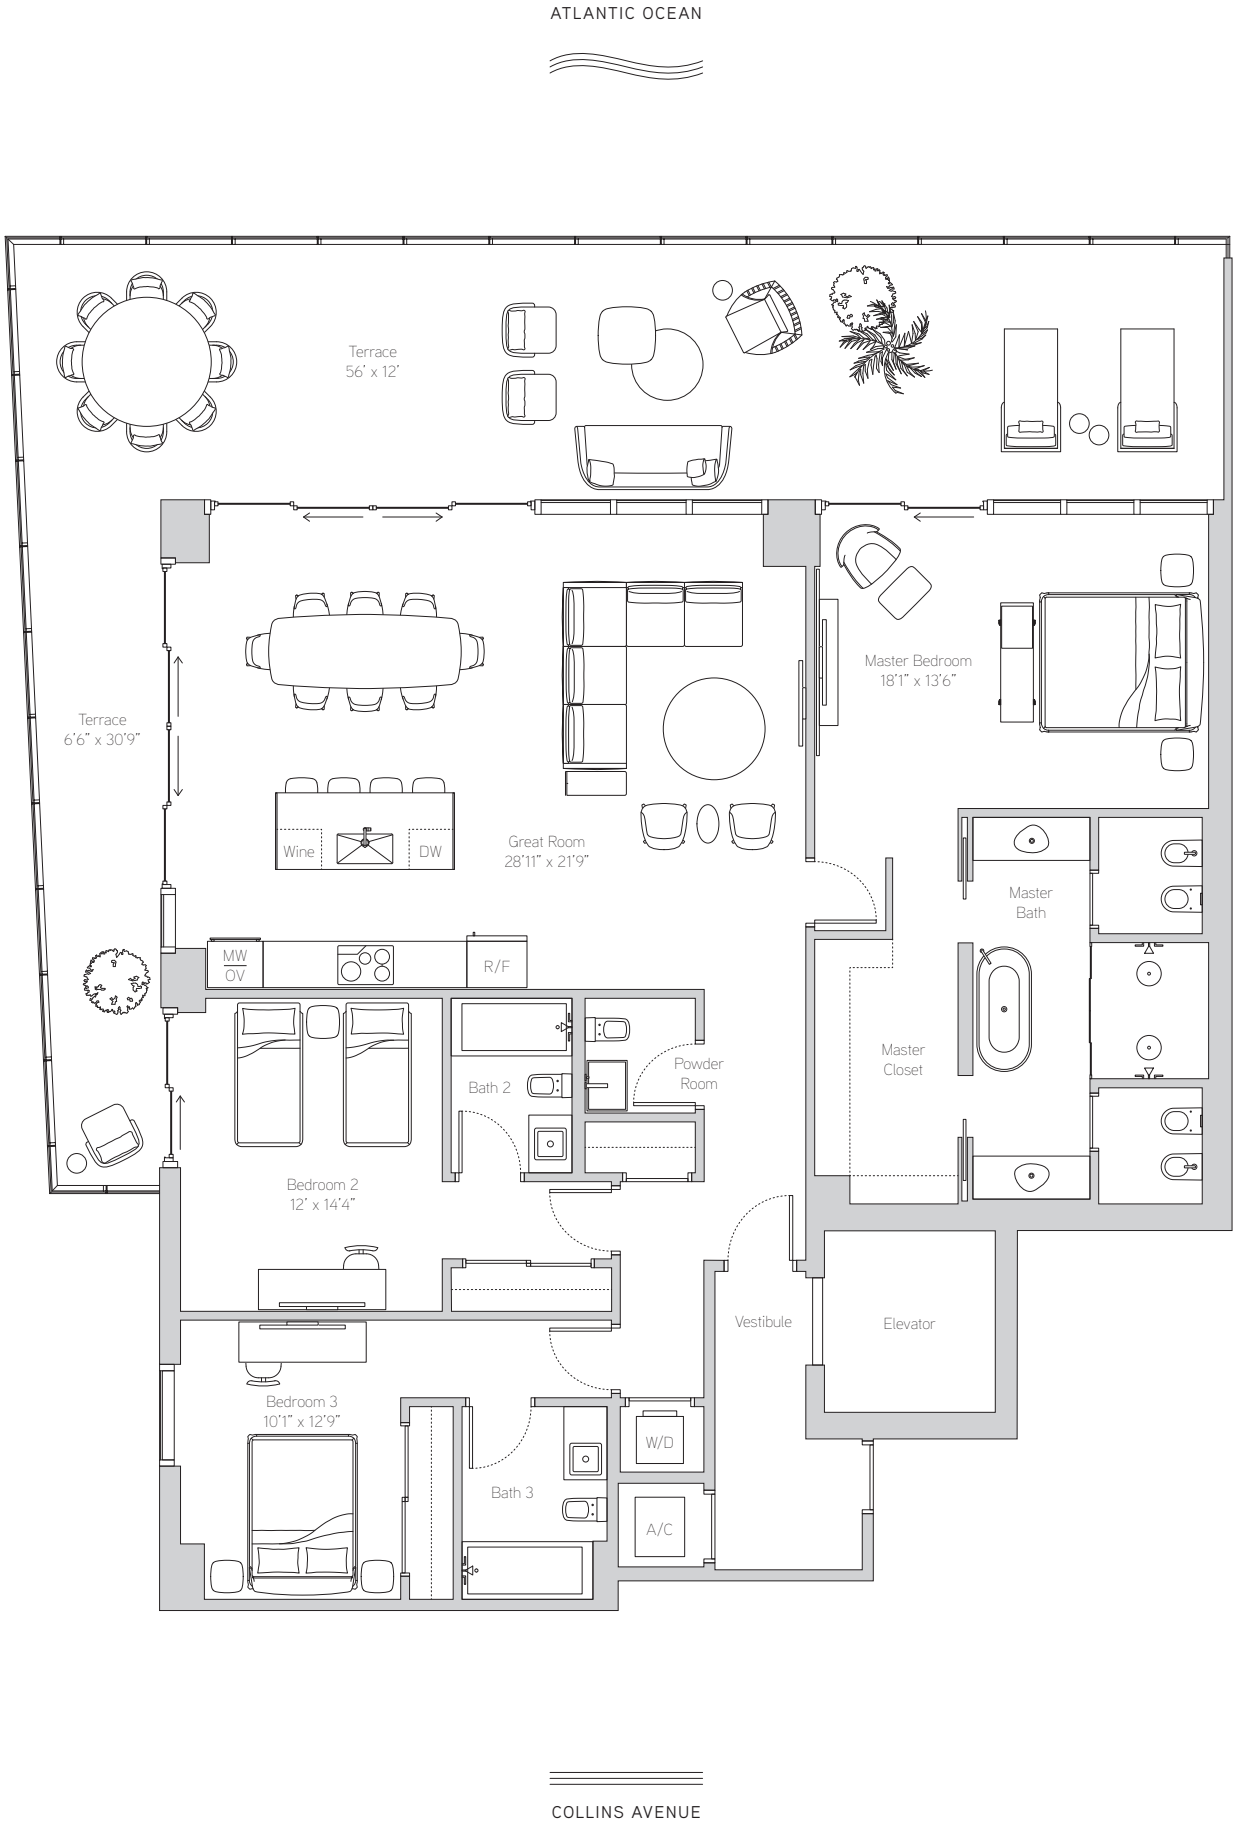 ATLANTIC OCEAN
Terrace
56' x 12'
Master Bedroom
18'1" x 13'6"
Terrace
6'6" x 30'9"
Great Room
28'11" x 21'9"
Wine
DW
Master
Bath
MW
OV
R/F
Master
Closet
Powder
Room
Bath 2
Bedroom 2
12' x 14'4"
Vestibule
Elevator
Bedroom 3
10'1" x 12'9"
W/D
Bath 3
A/C
COLLINS AVENUE